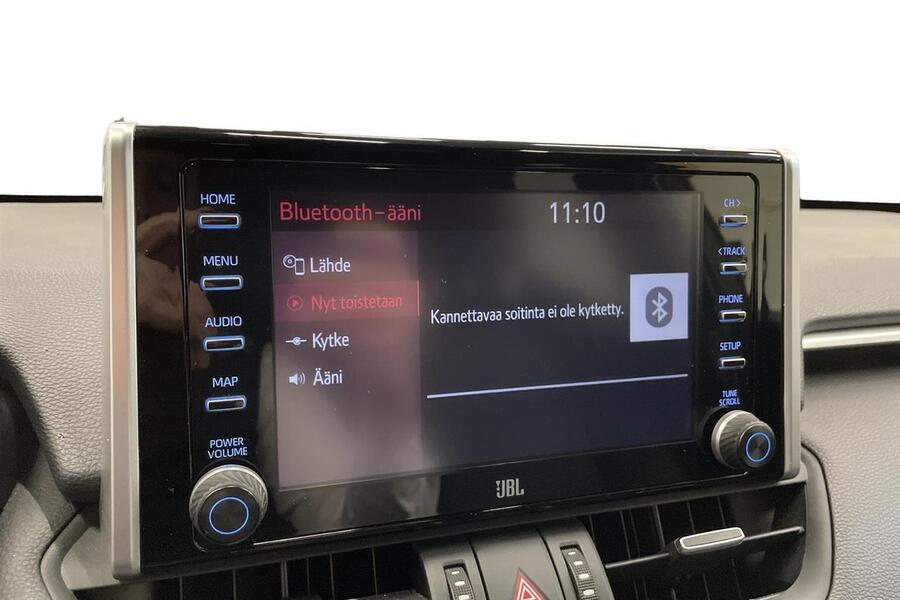 HOME
MENU
AUDIO
MAP
POWER
VOLUME
Bluetooth-ääni
11:10
Lähde
Nyt toistetaan
Kytke
Ääni
Kannettavaa soitinta ei ole kytketty.
CH >
< TRACK
PHONE
SETUP
TUNE
SCROLL
JBL